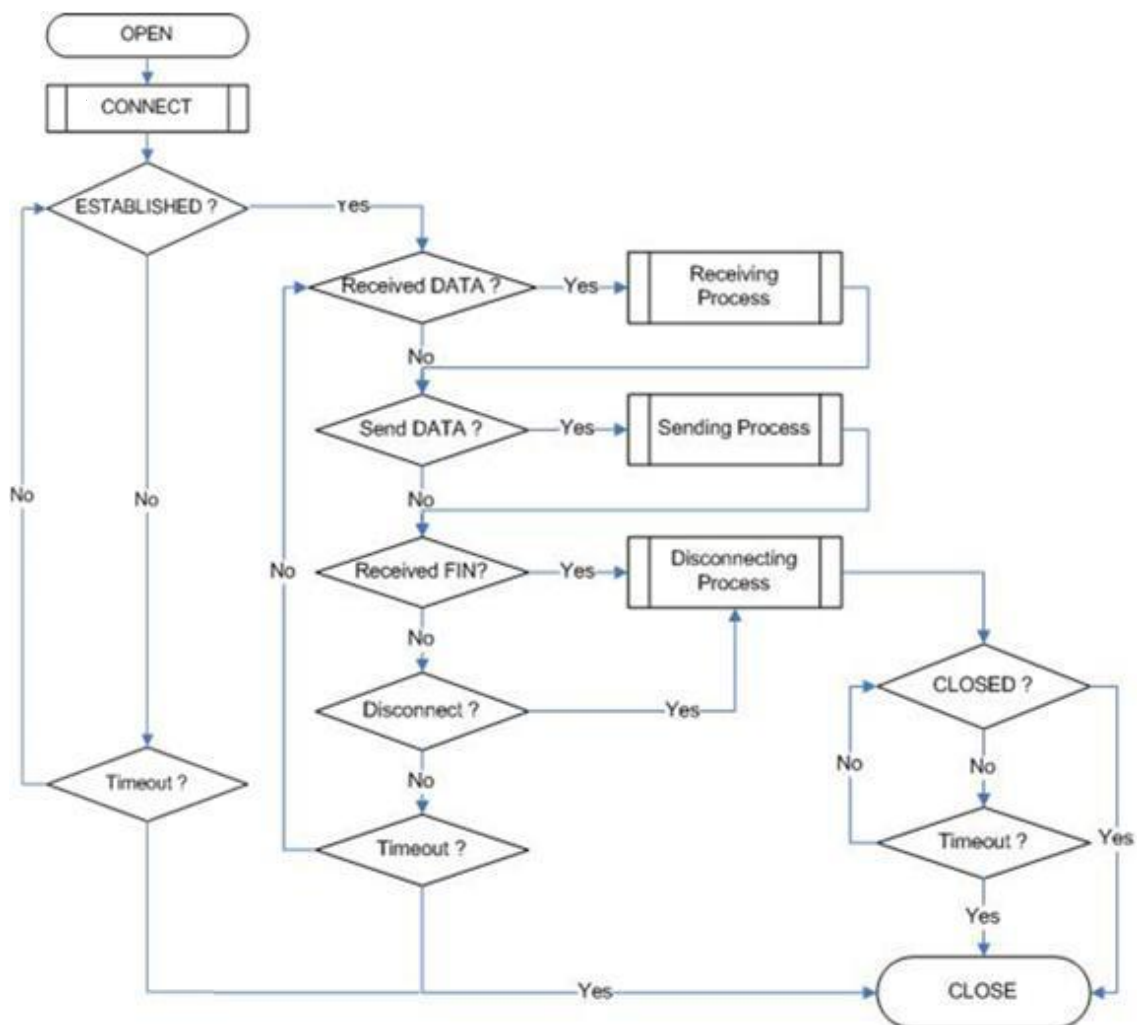 OPEN
CONNECT
ESTABLISHED ?
Yes
Received DATA ?
Yes
Receiving
Process
No
Send DATA ?
Yes
Sending Process
No
No
No
Received FIN?
Yes
Disconnecting
Process
No
No
CLOSED ?
Disconnect ?
Yes
No
No
Timeout ?
No
Timeout ?
Timeout ?
Yes
Yes
Yes
CLOSE